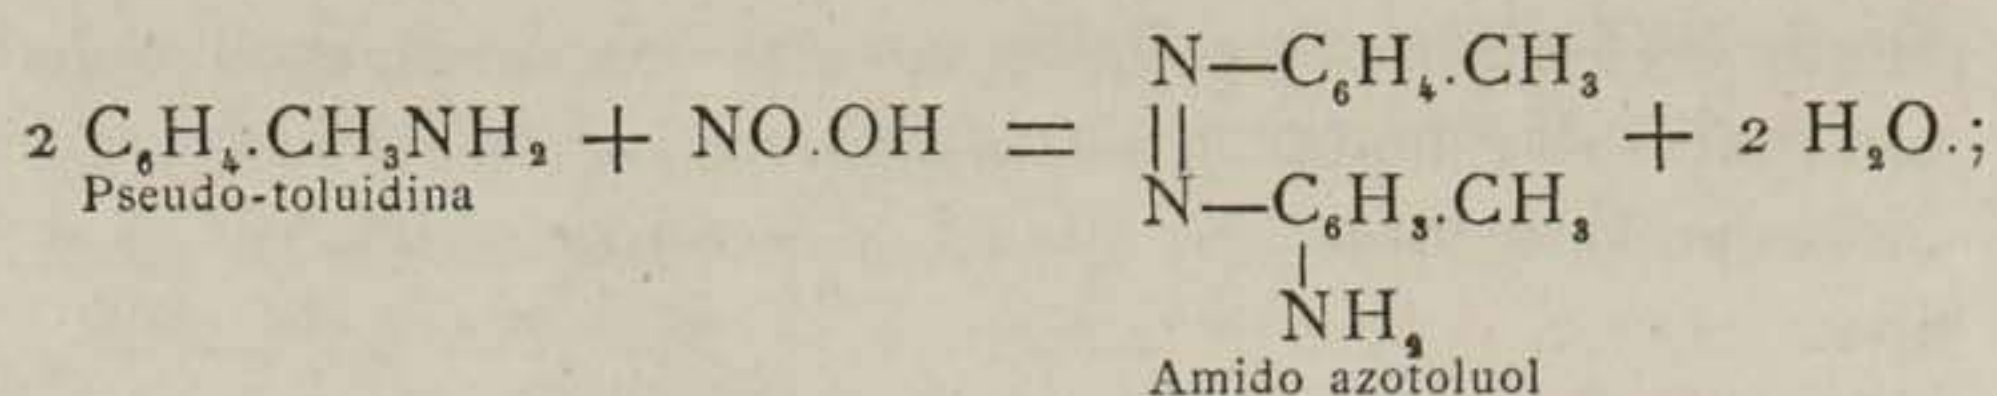 N—C₆H₄.CH₃
2 C₆H₄.CH₃NH₂ + NO.OH = || + 2 H₂O.;
Pseudo-toluidina
N—C₆H₃.CH₃
|
NH₂
Amido azotoluol